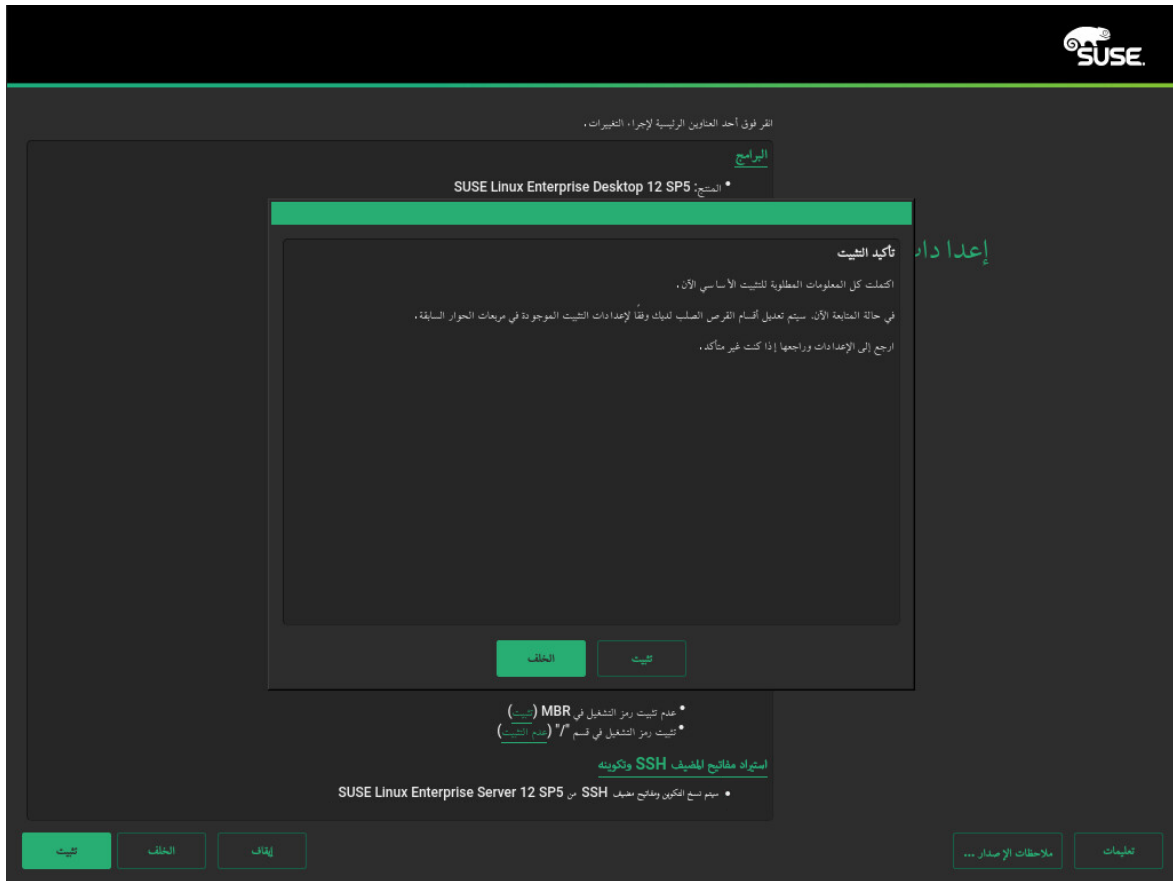 SUSE.
انقر فوق أحد العناوين الرئيسية لإجراء التغييرات.
البرامج
• المنتج: SUSE Linux Enterprise Desktop 12 SP5
تأكيد التثبيت
اكتملت كل المعلومات المطلوبة للتثبيت الأساسي الآن.
في حالة المتابعة الآن، سيتم تعديل أقسام القرص الصلب لديك وفقًا لإعدادات التثبيت الموجودة في مربعات الحوار السابقة.
ارجع إلى الإعدادات وراجعها إذا كنت غير متأكد.
تثبيت
الخلف
• عدم تثبيت رمز التشغيل في MBR (تثبيت)
• تثبيت رمز التشغيل في قسم "/" (عدم التثبيت)
استيراد مفاتيح المضيف SSH وتكوينه
• سيتم نسخ التكوين ومفاتيح مضيف SSH من SUSE Linux Enterprise Server 12 SP5
تعليمات
ملاحظات الإصدار ...
إيقاف
الخلف
تثبيت